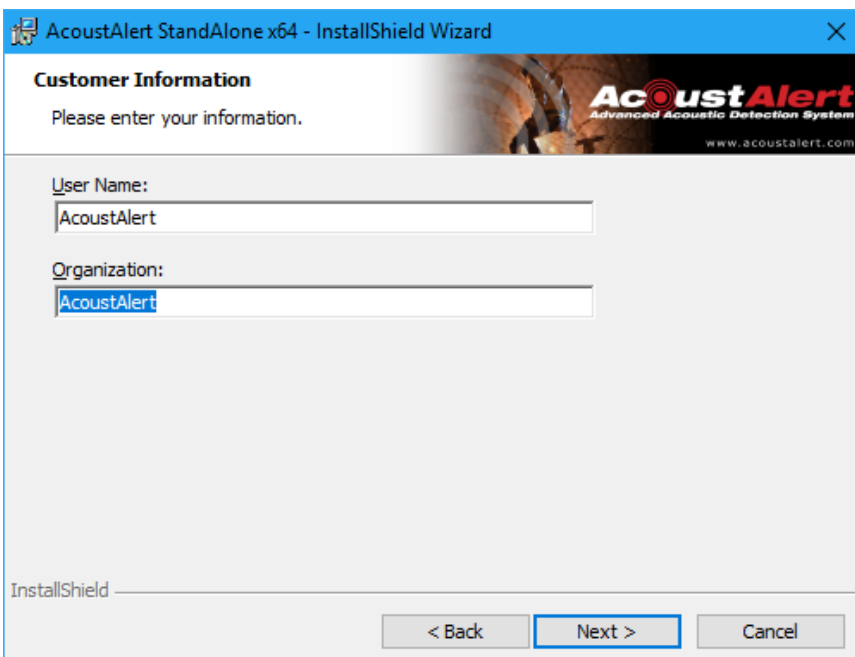 AcoustAlert StandAlone x64 - InstallShield Wizard
Customer Information
Please enter your information.
AcoustAlert
Advanced Acoustic Detection System
www.acoustalert.com
User Name:
AcoustAlert
Organization:
AcoustAlert
InstallShield
< Back Next > Cancel